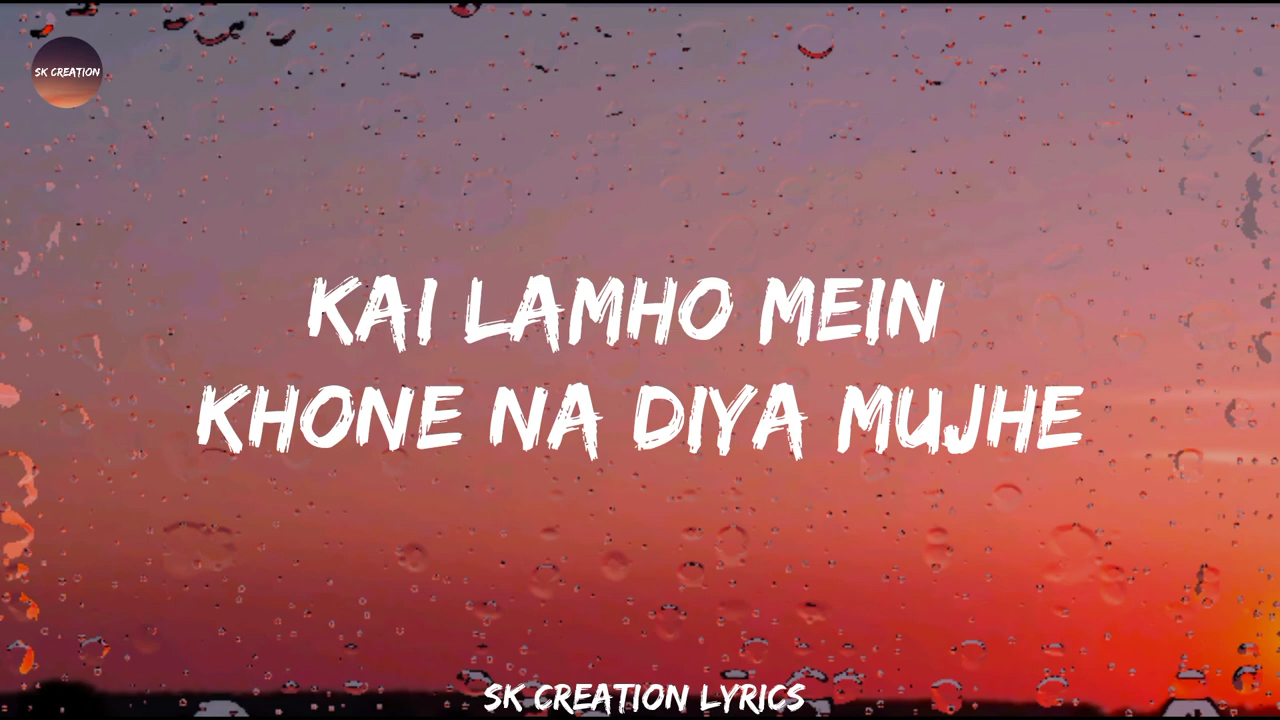 SK CREATION
KAI LAMHO MEIN
KHONE NA DIYA MUJHE
SK CREATION LYRICS